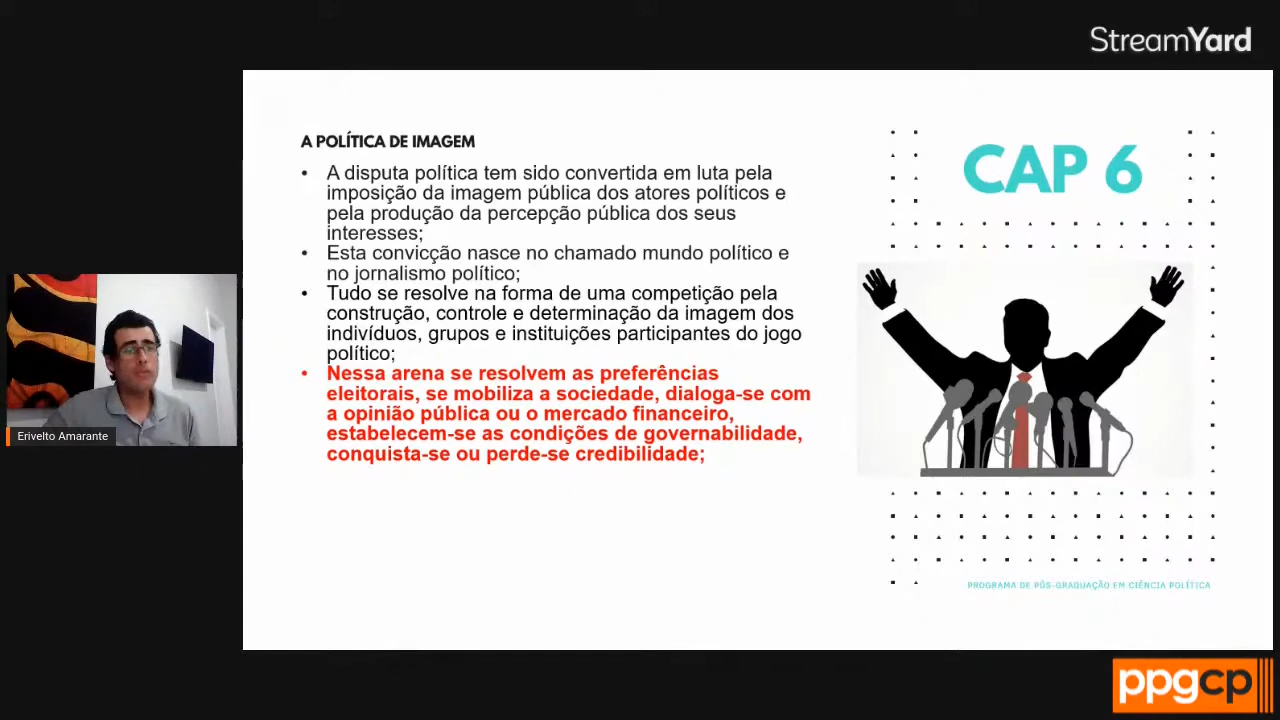 StreamYard
A POLÍTICA DE IMAGEM
CAP 6
• A disputa política tem sido convertida em luta pela
imposição da imagem pública dos atores políticos e
pela produção da percepção pública dos seus
interesses;
• Esta convicção nasce no chamado mundo político e
no jornalismo político;
• Tudo se resolve na forma de uma competição pela
construção, controle e determinação da imagem dos
indivíduos, grupos e instituições participantes do jogo
político;
• Nessa arena se resolvem as preferências
eleitorais, se mobiliza a sociedade, dialoga-se com
a opinião pública ou o mercado financeiro,
estabelecem-se as condições de governabilidade,
conquista-se ou perde-se credibilidade;
Erivelto Amarante
PROGRAMA DE PÓS-GRADUAÇÃO EM CIÊNCIA POLÍTICA
ppgcp